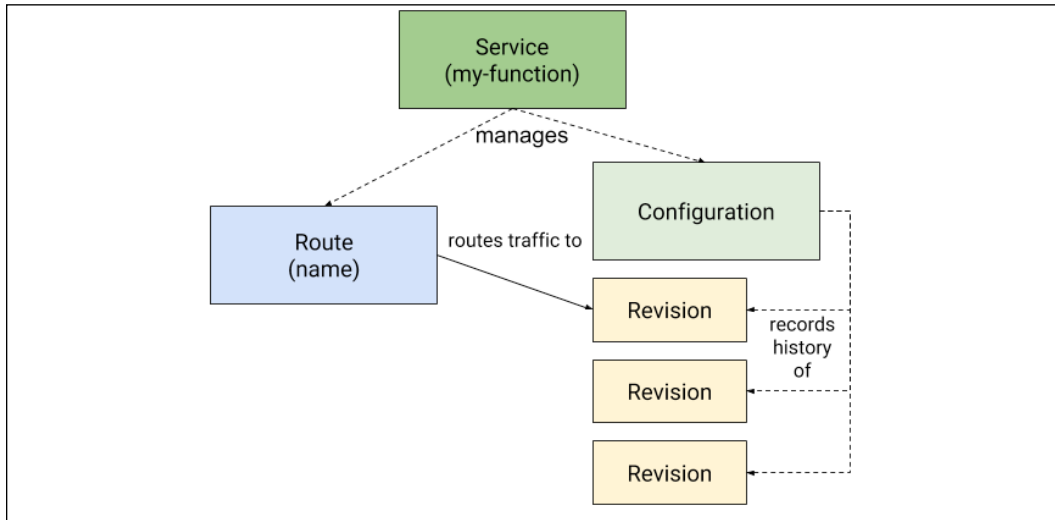 Service
(my-function)
manages
Configuration
Route
(name)
routes traffic to
Revision
records
history
of
Revision
Revision